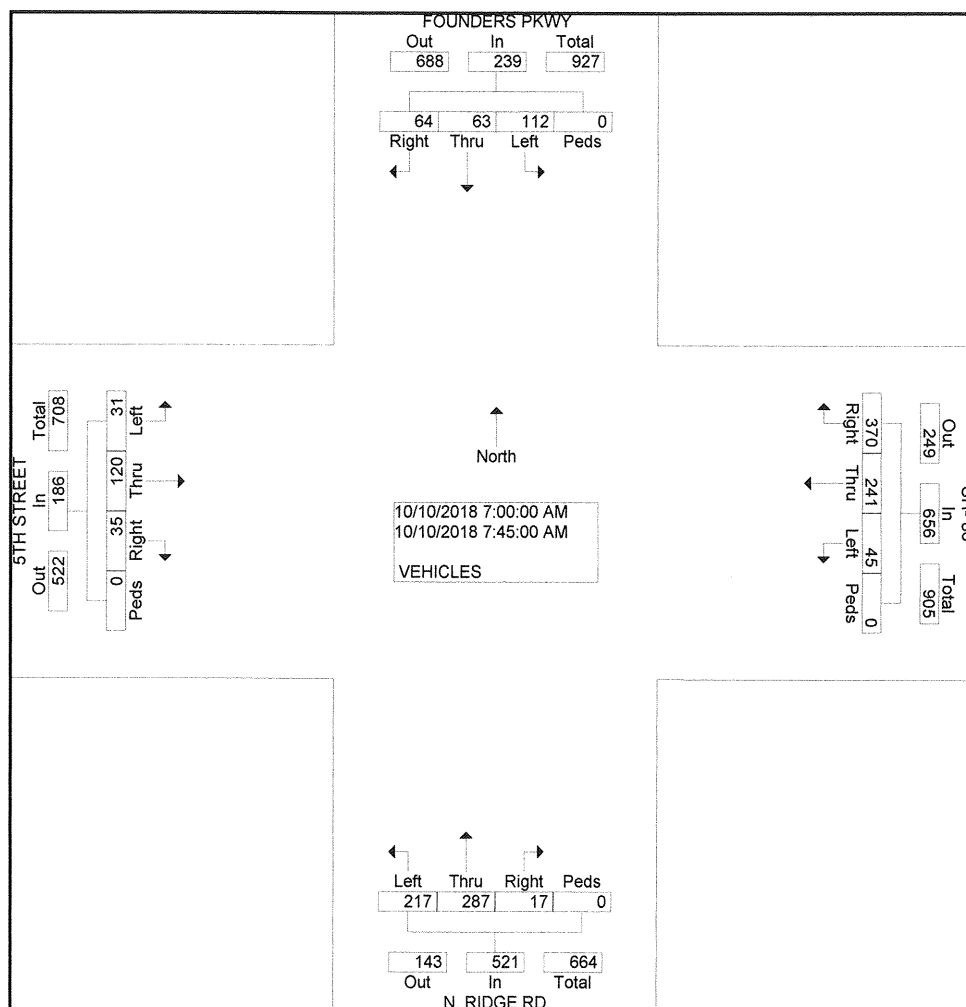 FOUNDERS PKWY
Out In Total
688 239 927
64 63 112 0
Right Thru Left Peds
5TH STREET
Total In Out
708 186 522
31 120 35 0
Left Thru Right Peds
North
10/10/2018 7:00:00 AM
10/10/2018 7:45:00 AM
VEHICLES
Right Thru Left Peds
370 241 45 0
Out In Total
249 656 905
Left Thru Right Peds
217 287 17 0
143 521 664
Out In Total
N. RIDGE RD